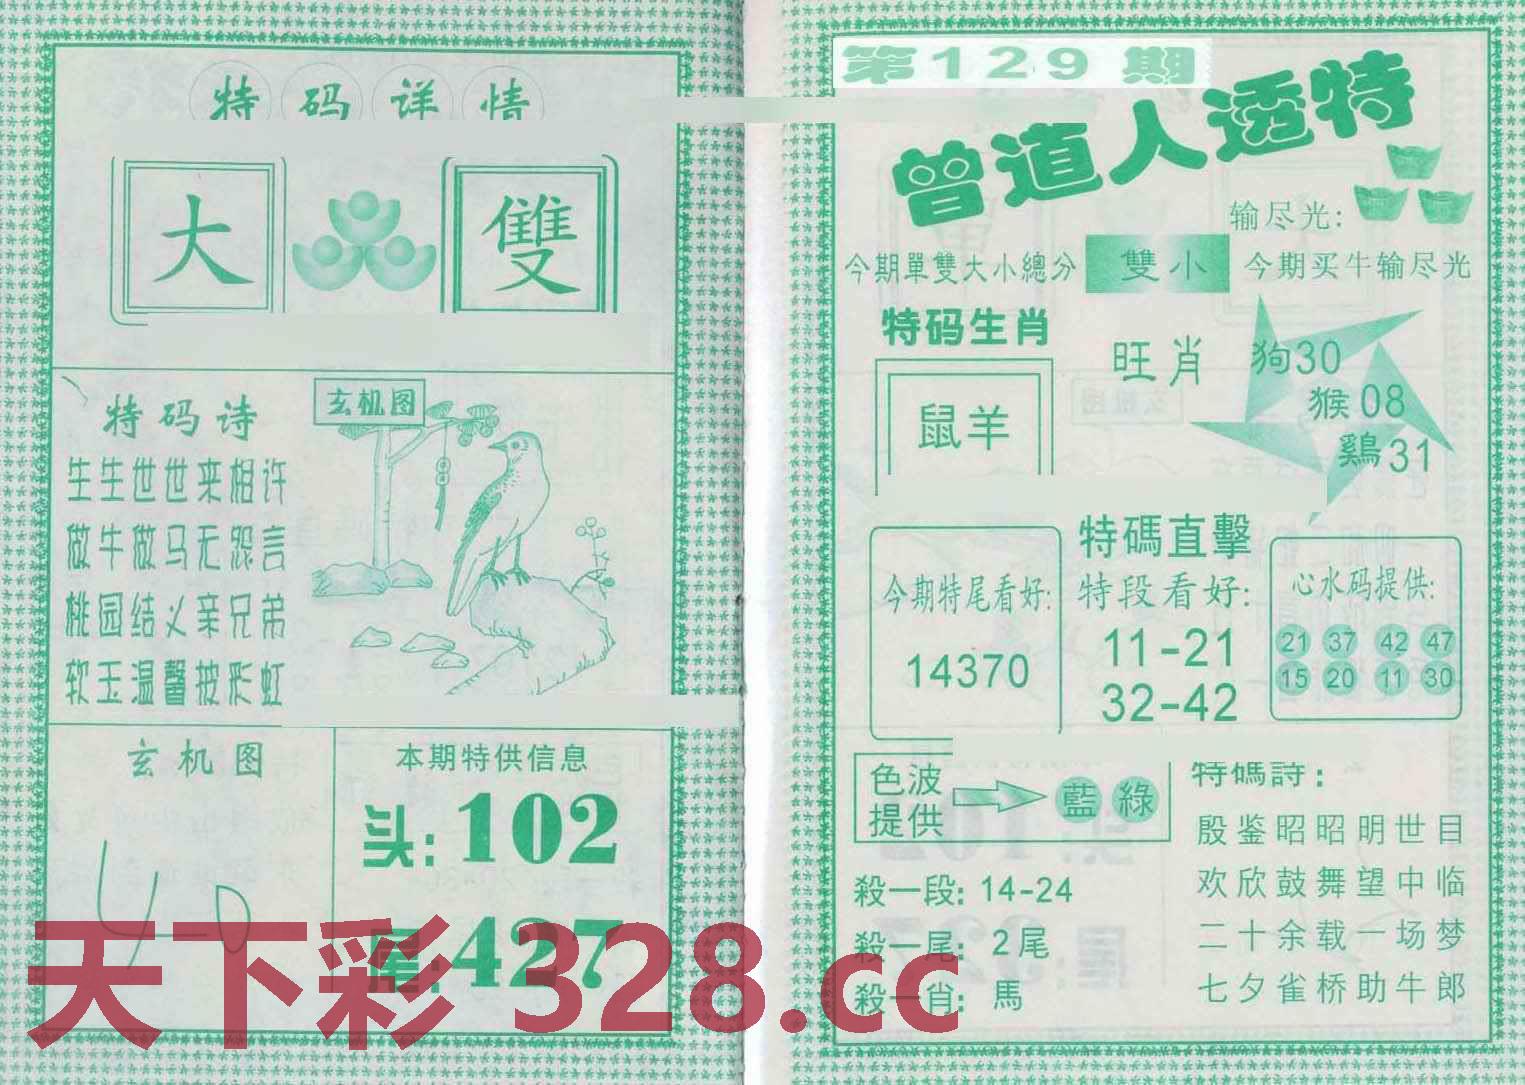 特码详情
大 雙
特码诗
生生世世来相许
做牛做马无怨言
桃园结义亲兄弟
软玉温馨披彩虹
玄机图
玄机图
本期特供信息
头:102
尾:427
第129期
曾道人透特
输尽光:
今期單雙大小總分 雙小 今期买牛输尽光
特码生肖
鼠羊
旺肖
狗30
猴08
鷄31
特碼直擊
今期特尾看好:
14370
特段看好:
11-21
32-42
心水码提供:
21 37 42 47
15 20 11 30
色波
提供
藍 綠
殺一段: 14-24
殺一尾: 2尾
殺一肖: 馬
特碼詩:
殷鉴昭昭明世目
欢欣鼓舞望中临
二十余载一场梦
七夕雀桥助牛郎
天下彩 328.cc